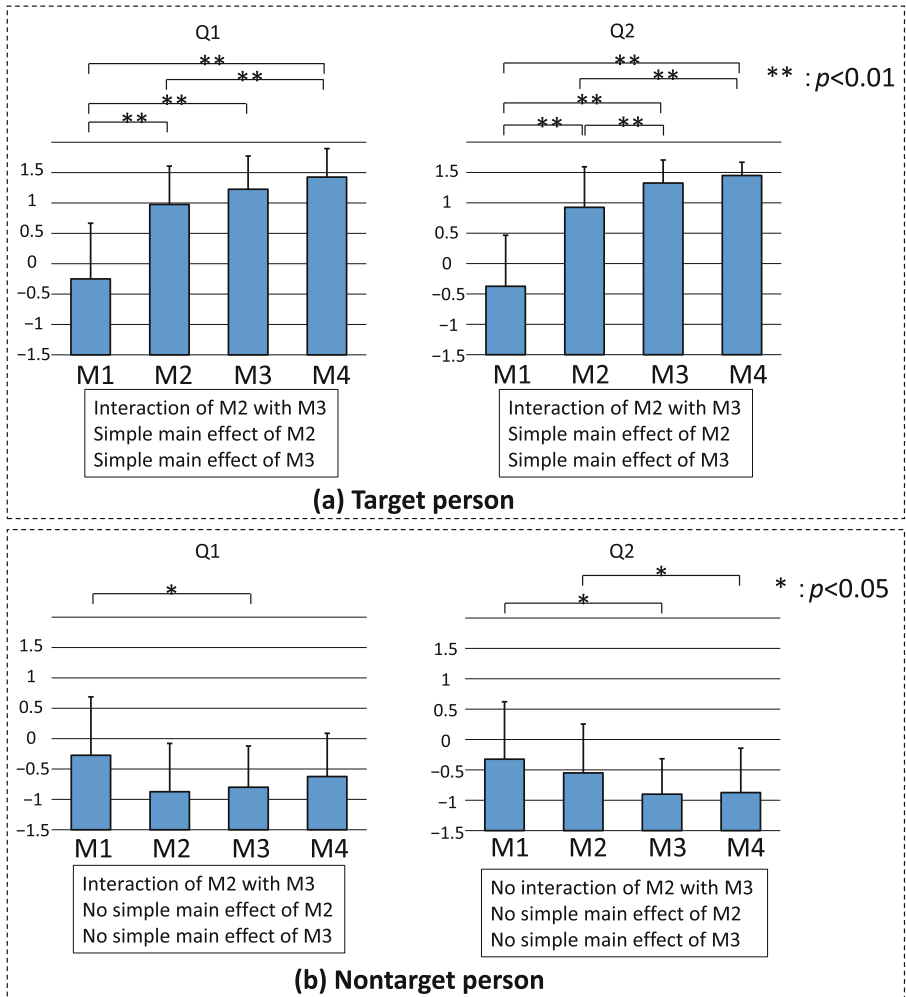 Q1
Q2
** : p<0.01
**
**
**
**
**
**
**
**
**
1.5
1
0.5
0
−0.5
−1
−1.5
M1 M2 M3 M4
1.5
1
0.5
0
−0.5
−1
−1.5
M1 M2 M3 M4
Interaction of M2 with M3
Simple main effect of M2
Simple main effect of M3
Interaction of M2 with M3
Simple main effect of M2
Simple main effect of M3
(a) Target person
Q1
Q2
* : p<0.05
*
*
*
1.5
1
0.5
0
−0.5
−1
−1.5
M1 M2 M3 M4
1.5
1
0.5
0
−0.5
−1
−1.5
M1 M2 M3 M4
Interaction of M2 with M3
No simple main effect of M2
No simple main effect of M3
No interaction of M2 with M3
No simple main effect of M2
No simple main effect of M3
(b) Nontarget person